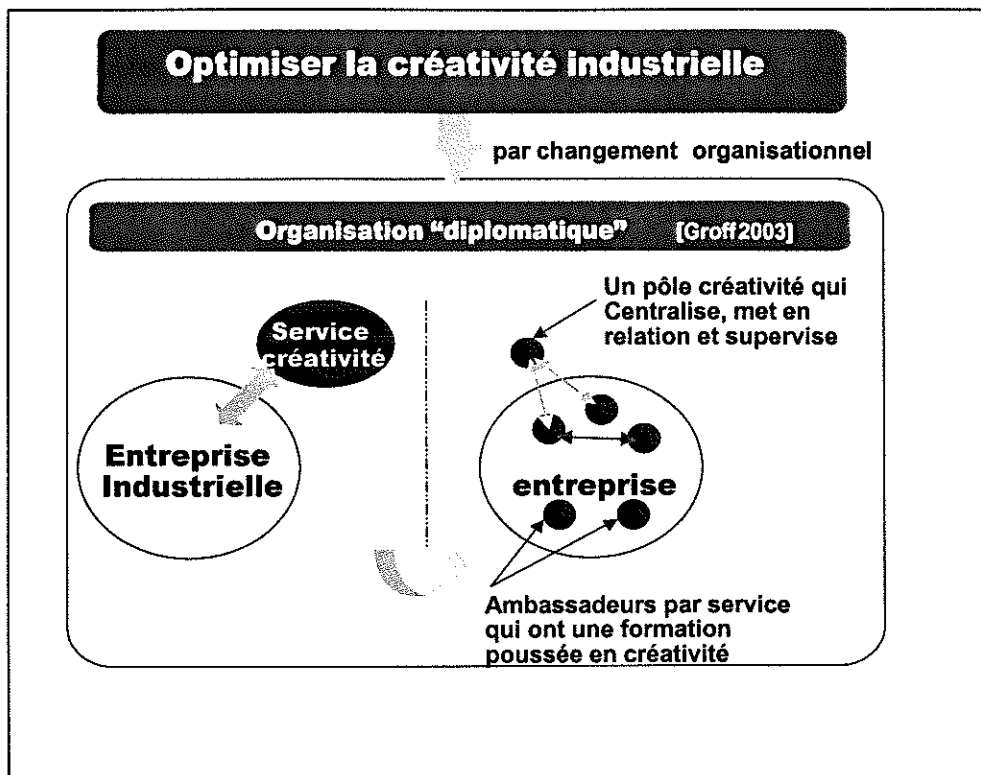 Optimiser la créativité industrielle
par changement organisationnel
Organisation "diplomatique" [Groff2003]
Service
créativité
Entreprise
Industrielle
Un pôle créativité qui
Centralise, met en
relation et supervise
entreprise
Ambassadeurs par service
qui ont une formation
poussée en créativité